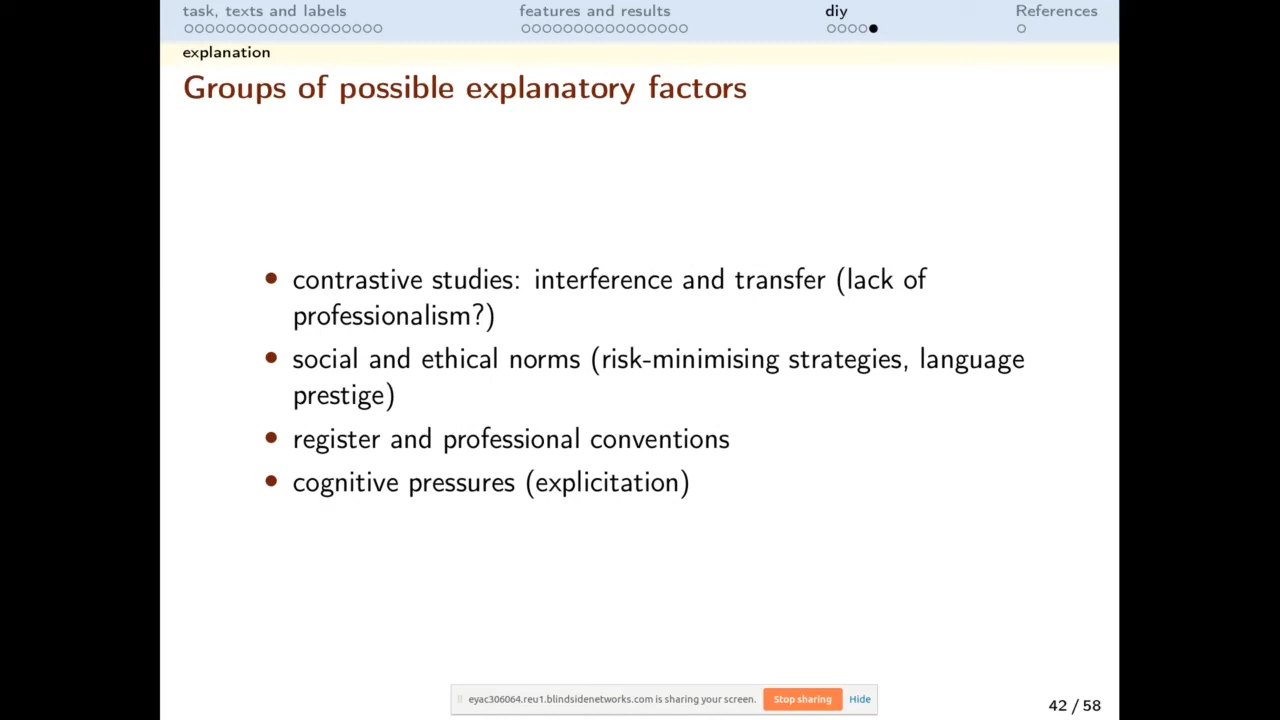 task, texts and labels features and results diy References
explanation
Groups of possible explanatory factors
• contrastive studies: interference and transfer (lack of
professionalism?)
• social and ethical norms (risk-minimising strategies, language
prestige)
• register and professional conventions
• cognitive pressures (explicitation)
eyac306064.reu1.blindsidenetworks.com is sharing your screen. Stop sharing Hide
42 / 58